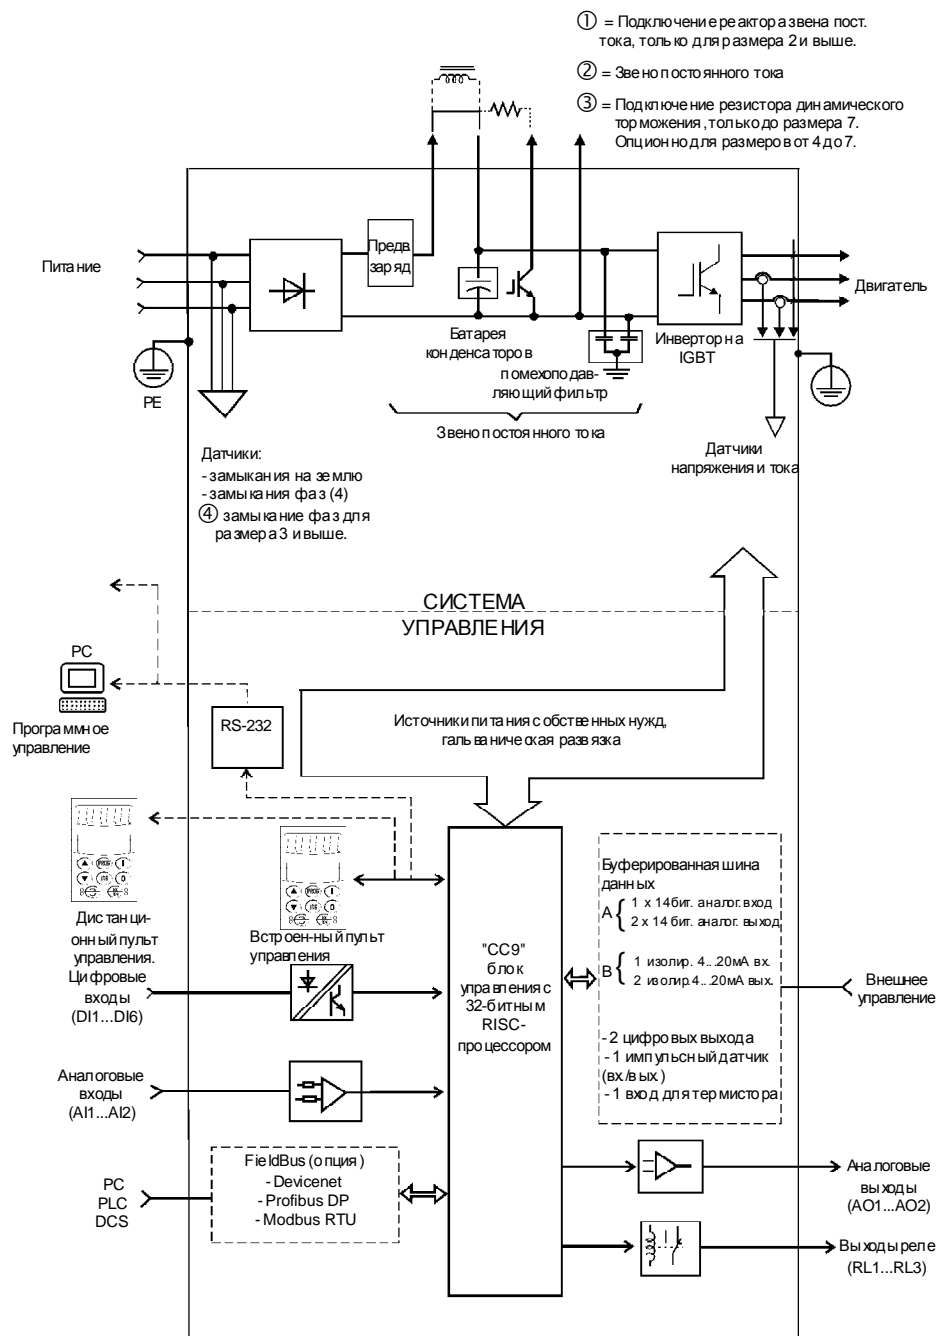 ① = Подключение реактора звена пост.
тока, только для размера 2 и выше.
② = Звено постоянного тока
③ = Подключение резистора динамического
торможения, только до размера 7.
Опционно для размеров от 4 до 7.
Предв.
заряд
Питание
Двигатель
PE
Батарея
конденсаторов
Инвертор на
IGBT
помехоподав-
ляющий фильтр
Звено постоянного тока
Датчики
напряжения и тока
Датчики:
- замыкания на землю
- замыкания фаз (4)
④ замыкание фаз для
размера 3 и выше.
СИСТЕМА
УПРАВЛЕНИЯ
PC
Программное
управление
RS-232
Источники питания собственных нужд,
гальваническая развязка
PROG
I
JOG
0
PROG
I
JOG
0
Дистанци-
онный пульт
управления.
Встроен-ный пульт
управления
Цифровые
входы
(DI1...DI6)
Аналоговые
входы
(AI1...AI2)
PC
PLC
DCS
FieldBus (опция)
- Devicenet
- Profibus DP
- Modbus RTU
"CC9"
блок
управления с
32-битным
RISC-
процессором
Буферированная шина
данных
A { 1 x 14бит. аналог. вход
2 x 14 бит. аналог. выход
B { 1 изолир. 4...20мА вх.
2 изолир. 4...20мА вых.
- 2 цифровых выхода
- 1 импульсный датчик
(вх./вых.)
- 1 вход для термистора
Внешнее
управление
Аналоговые
выходы
(AO1...AO2)
Выходы реле
(RL1...RL3)